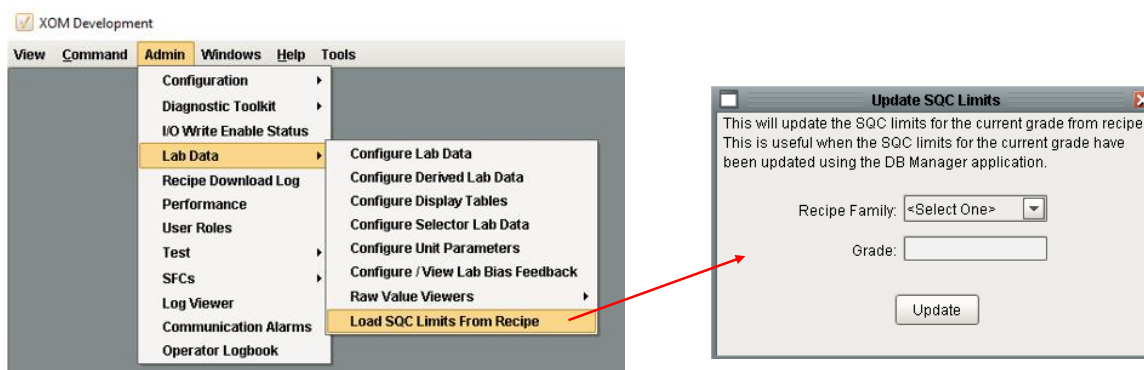 XOM Development
View Command Admin Windows Help Tools
Configuration
Diagnostic Toolkit
I/O Write Enable Status
Lab Data
Recipe Download Log
Performance
User Roles
Test
SFCs
Log Viewer
Communication Alarms
Operator Logbook
Configure Lab Data
Configure Derived Lab Data
Configure Display Tables
Configure Selector Lab Data
Configure Unit Parameters
Configure / View Lab Bias Feedback
Raw Value Viewers
Load SQC Limits From Recipe
Update SQC Limits
This will update the SQC limits for the current grade from recipe
This is useful when the SQC limits for the current grade have
been updated using the DB Manager application.
Recipe Family: <Select One>
Grade:
Update